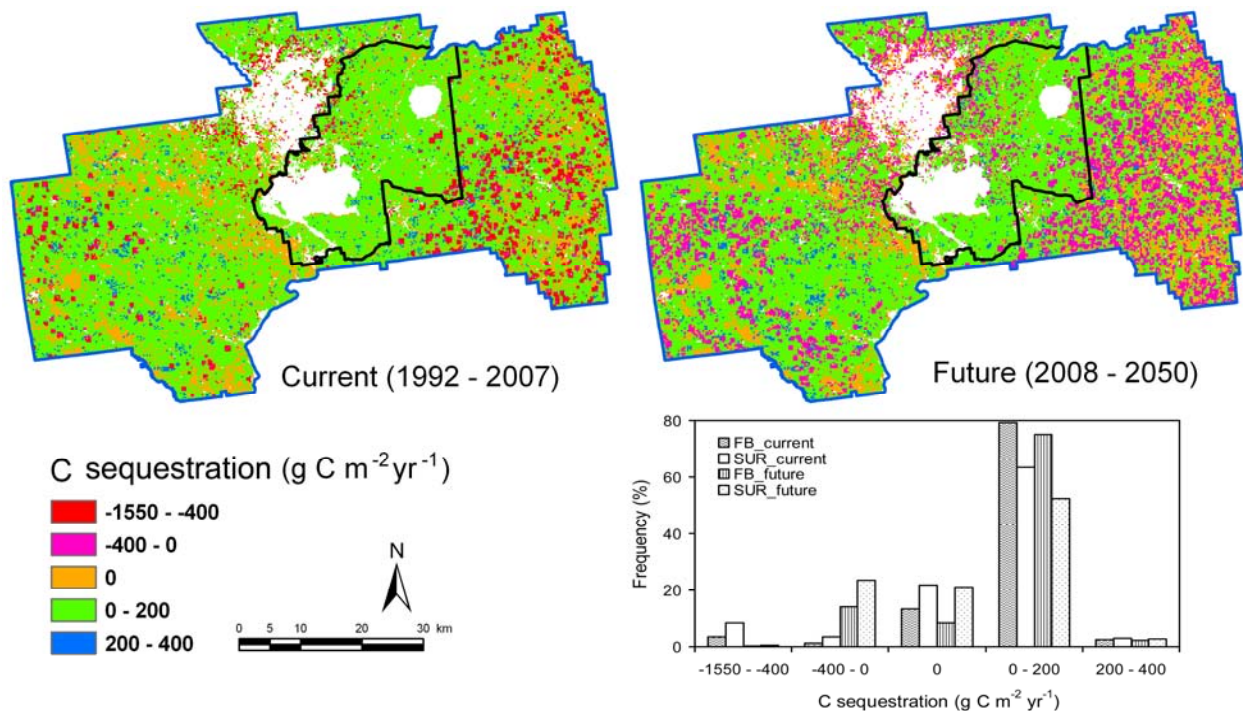 Current (1992 - 2007)
Future (2008 - 2050)
C sequestration (g C m⁻² yr⁻¹)
-1550 - -400
-400 - 0
0
0 - 200
200 - 400
N
0 5 10 20 30 km
80
60
40
20
0
Frequency (%)
FB_current
SUR_current
FB_future
SUR_future
-1550 - -400 -400 - 0 0 0 - 200 200 - 400
C sequestration (g C m⁻² yr⁻¹)